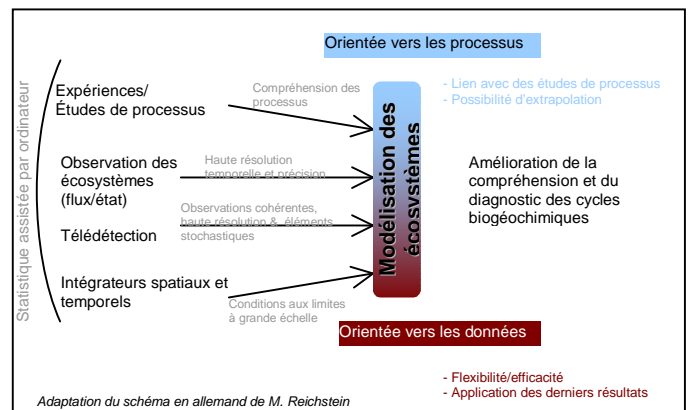 Orientée vers les processus
Statistique assistée par ordinateur
Expériences/
Études de processus
Compréhension des
processus
- Lien avec des études de processus
- Possibilité d'extrapolation
Observation des
écosystèmes
(flux/état)
Haute résolution
temporelle et précision
Modélisation des
écosystèmes
Amélioration de la
compréhension et du
diagnostic des cycles
biogéochimiques
Télédétection
Observations cohérentes,
haute résolution & éléments
stochastiques
Intégrateurs spatiaux et
temporels
Conditions aux limites
à grande échelle
Orientée vers les données
- Flexibilité/efficacité
- Application des derniers résultats
Adaptation du schéma en allemand de M. Reichstein